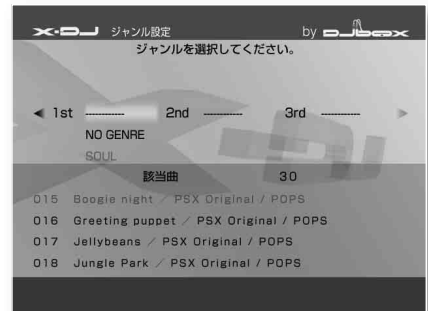 X-DJ ジャンル設定 by DJbox
ジャンルを選択してください。
◀ 1st ------------ 2nd ------------ 3rd ------------ ▶
NO GENRE
SOUL
該当曲 30
015 Boogie night / PSX Original / POPS
016 Greeting puppet / PSX Original / POPS
017 Jellybeans / PSX Original / POPS
018 Jungle Park / PSX Original / POPS